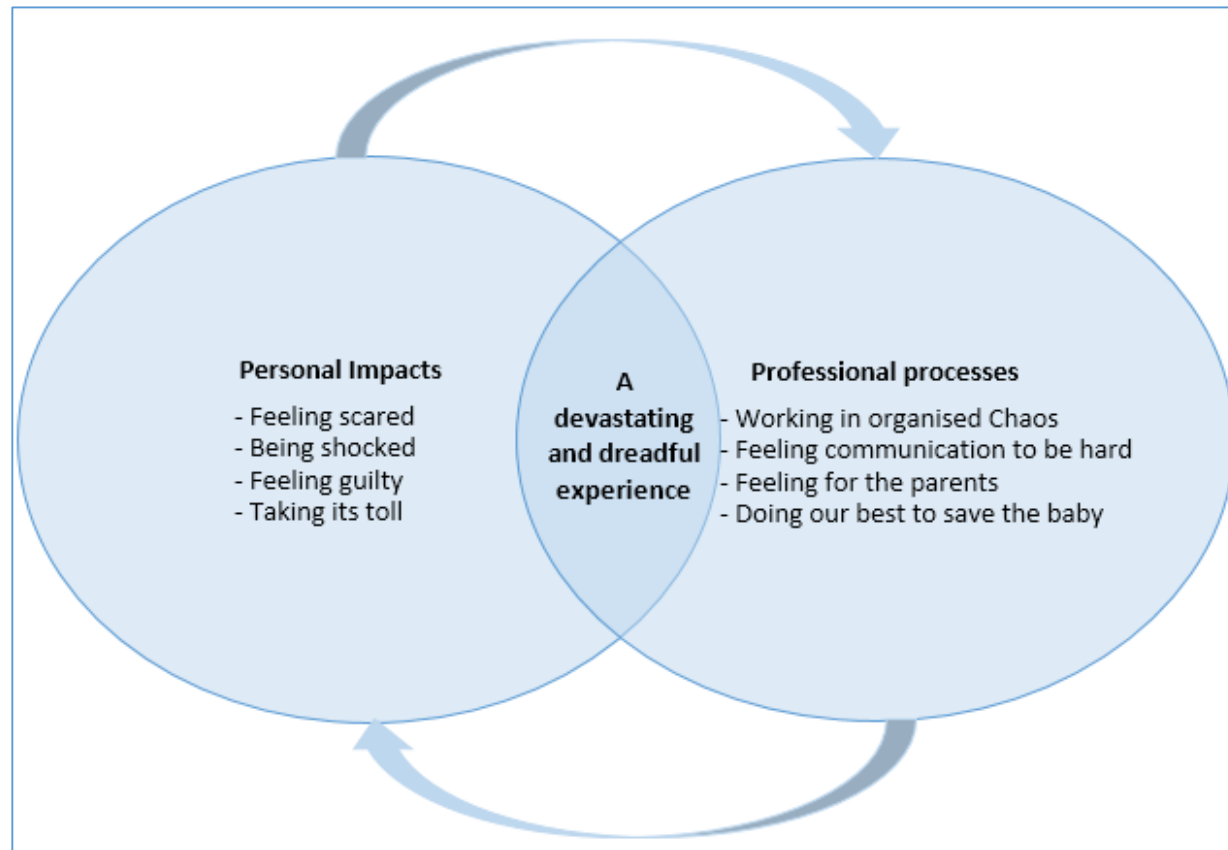 Personal Impacts
- Feeling scared
- Being shocked
- Feeling guilty
- Taking its toll
A
devastating
and dreadful
experience
Professional processes
- Working in organised Chaos
- Feeling communication to be hard
- Feeling for the parents
- Doing our best to save the baby